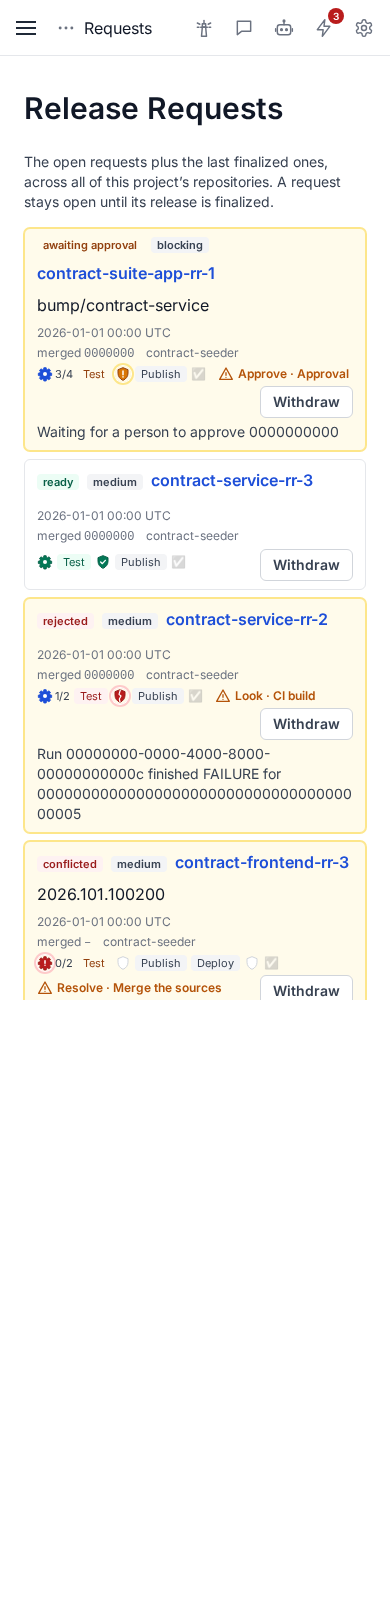 ... Requests 3
Release Requests
The open requests plus the last finalized ones,
across all of this project’s repositories. A request
stays open until its release is finalized.
awaiting approval blocking
contract-suite-app-rr-1
bump/contract-service
2026-01-01 00:00 UTC
merged 0000000 contract-seeder
3/4 Test Publish Approve · Approval
Withdraw
Waiting for a person to approve 0000000000
ready medium contract-service-rr-3
2026-01-01 00:00 UTC
merged 0000000 contract-seeder
Test Publish
Withdraw
rejected medium contract-service-rr-2
2026-01-01 00:00 UTC
merged 0000000 contract-seeder
1/2 Test Publish Look · CI build
Withdraw
Run 00000000-0000-4000-8000-
00000000000c finished FAILURE for
00000000000000000000000000000000000
00005
conflicted medium contract-frontend-rr-3
2026.101.100200
2026-01-01 00:00 UTC
merged – contract-seeder
0/2 Test Publish Deploy
Resolve · Merge the sources Withdraw